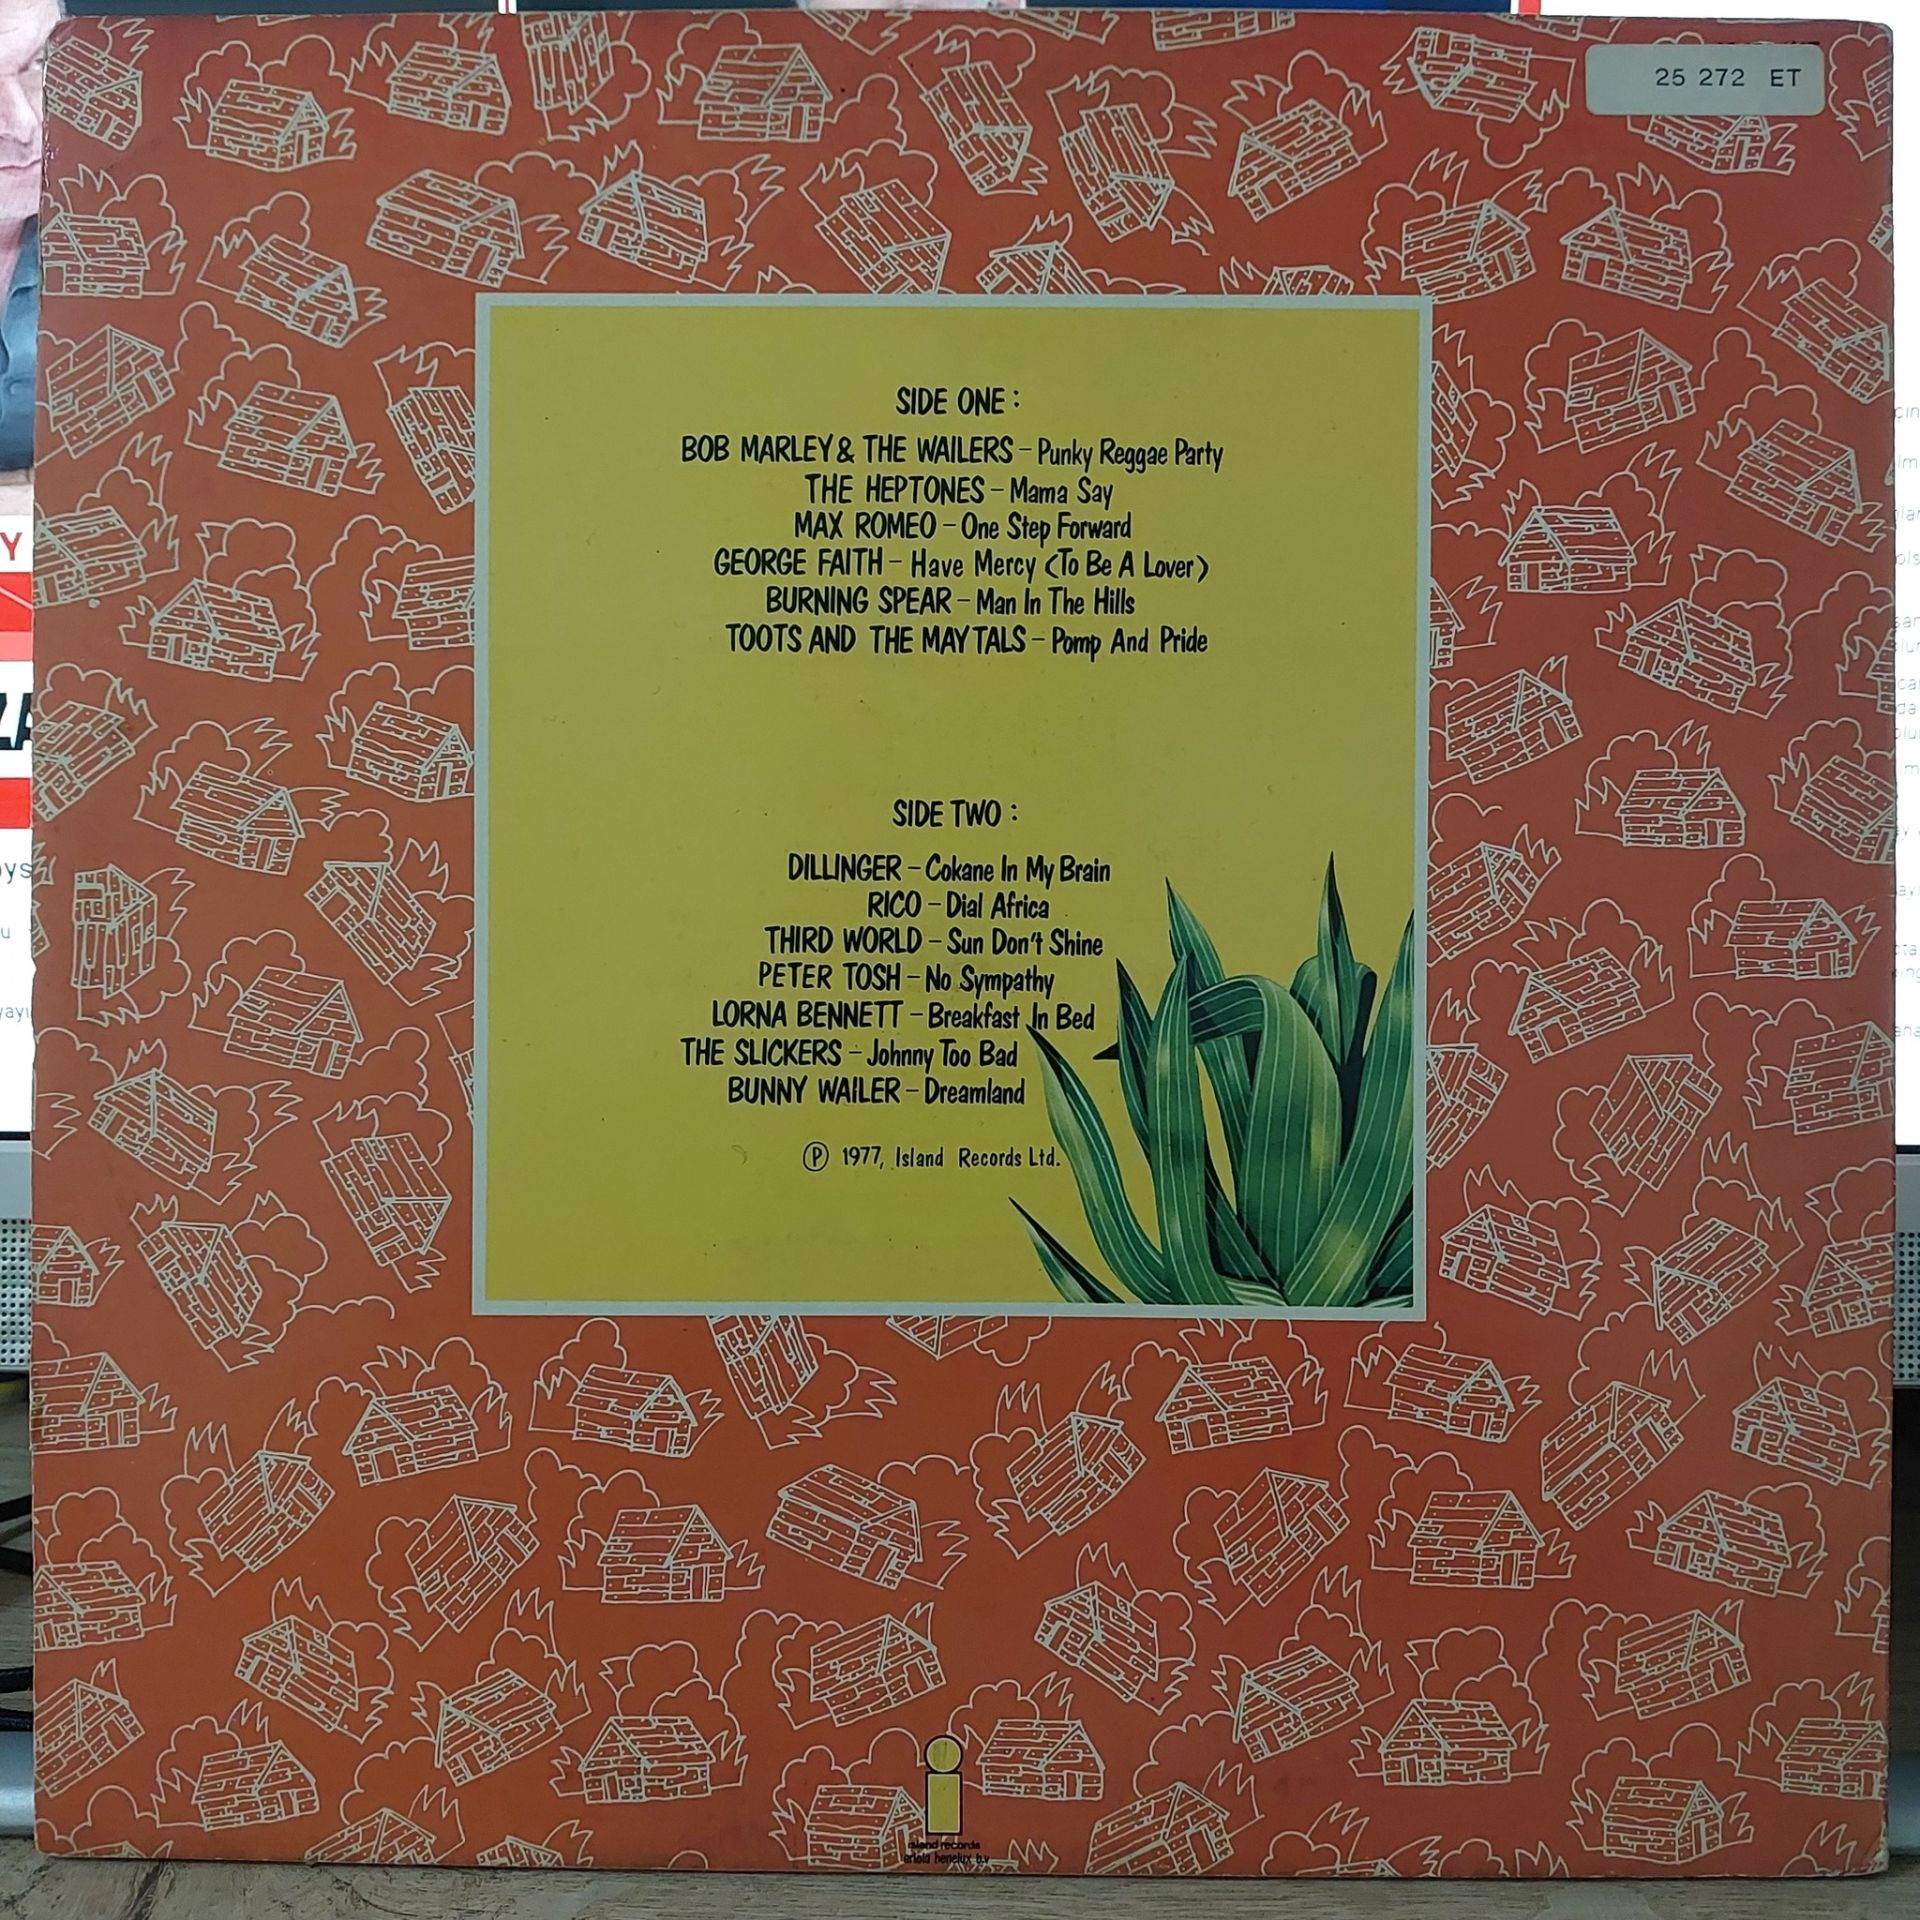 25 272 ET
SIDE ONE :
BOB MARLEY & THE WAILERS – Punky Reggae Party
THE HEPTONES – Mama Say
MAX ROMEO – One Step Forward
GEORGE FAITH – Have Mercy (To Be A Lover)
BURNING SPEAR – Man In The Hills
TOOTS AND THE MAYTALS – Pomp And Pride
SIDE TWO :
DILLINGER – Cokane In My Brain
RICO – Dial Africa
THIRD WORLD – Sun Don't Shine
PETER TOSH – No Sympathy
LORNA BENNETT – Breakfast In Bed
THE SLICKERS – Johnny Too Bad
BUNNY WAILER – Dreamland
Ⓟ 1977, Island Records Ltd.
island records
ariola benelux b.v